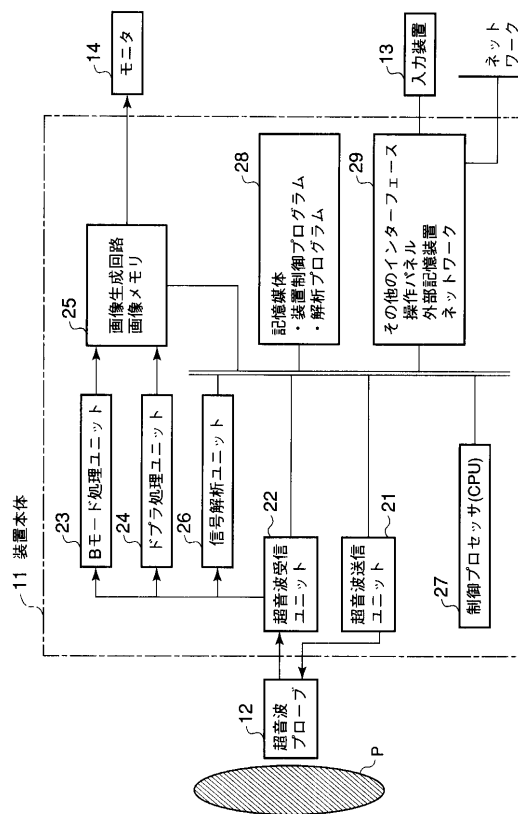 11 装置本体
P
12
超音波
プローブ
23
Bモード処理ユニット
24
ドプラ処理ユニット
26
信号解析ユニット
22
超音波受信
ユニット
21
超音波送信
ユニット
27
制御プロセッサ(CPU)
25
画像生成回路
画像メモリ
28
記憶媒体
・装置制御プログラム
・解析プログラム
29
その他のインターフェース
操作パネル
外部記憶装置
ネットワーク
14
モニタ
13
入力装置
ネット
ワーク